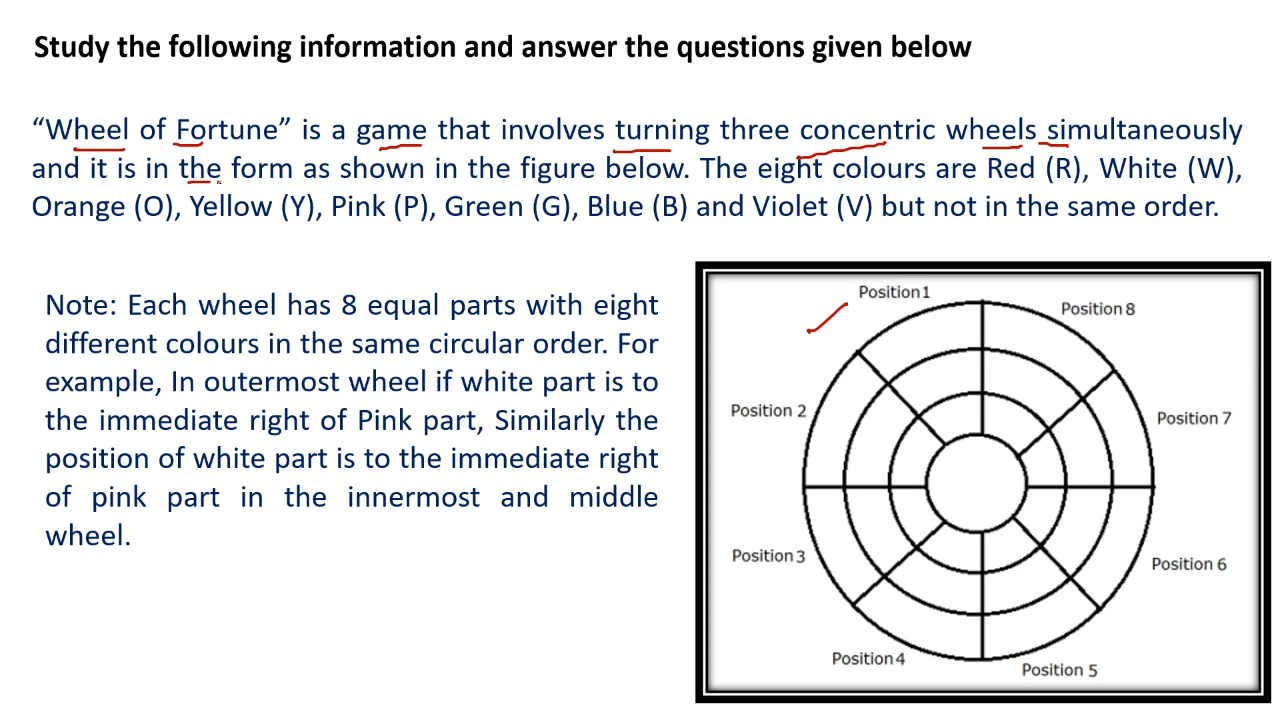 Study the following information and answer the questions given below
“Wheel of Fortune” is a game that involves turning three concentric wheels simultaneously
and it is in the form as shown in the figure below. The eight colours are Red (R), White (W),
Orange (O), Yellow (Y), Pink (P), Green (G), Blue (B) and Violet (V) but not in the same order.
Note: Each wheel has 8 equal parts with eight
different colours in the same circular order. For
example, In outermost wheel if white part is to
the immediate right of Pink part, Similarly the
position of white part is to the immediate right
of pink part in the innermost and middle
wheel.
Position1
Position 8
Position 2
Position 7
Position 3
Position 6
Position4
Position 5